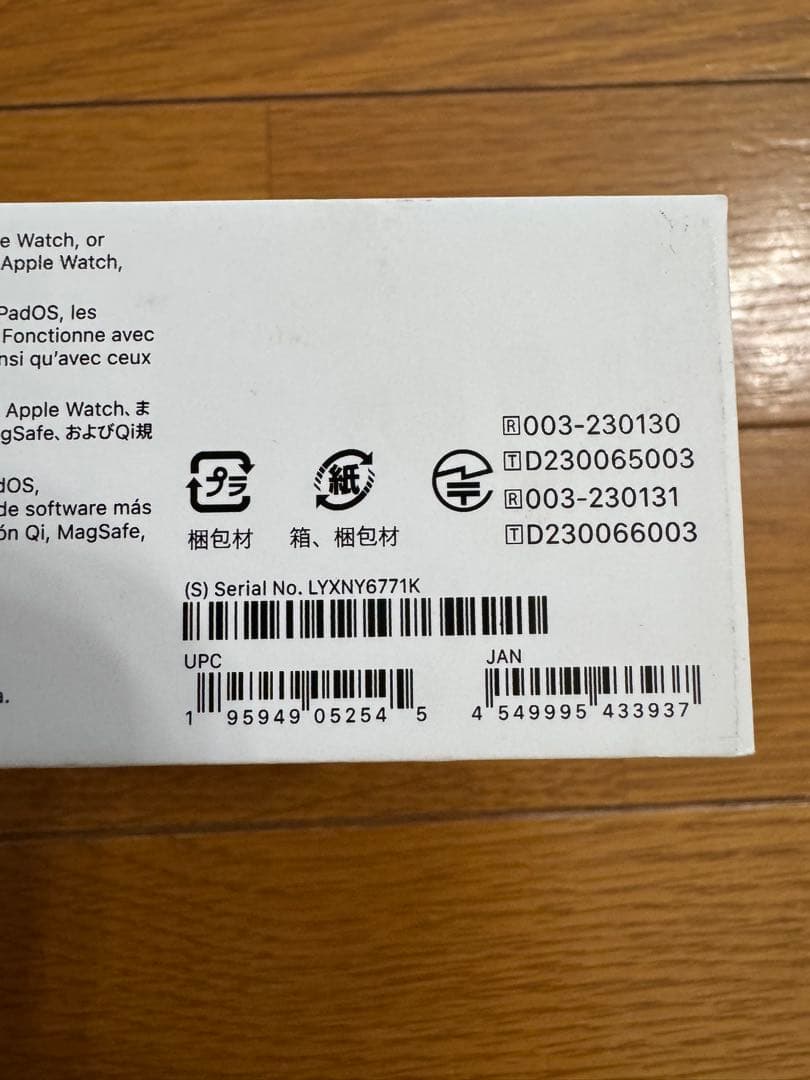 e Watch, or
Apple Watch,
PadOS, les
Fonctionne avec
nsi qu'avec ceux
Apple Watch、ま
gSafe、およびQi規
dOS,
de software más
ón Qi, MagSafe,
a.
プラ
梱包材
紙
箱、梱包材
R003-230130
TD230065003
R003-230131
TD230066003
(S) Serial No. LYXNY6771K
UPC
1 95949 05254 5
JAN
4 549995 433937